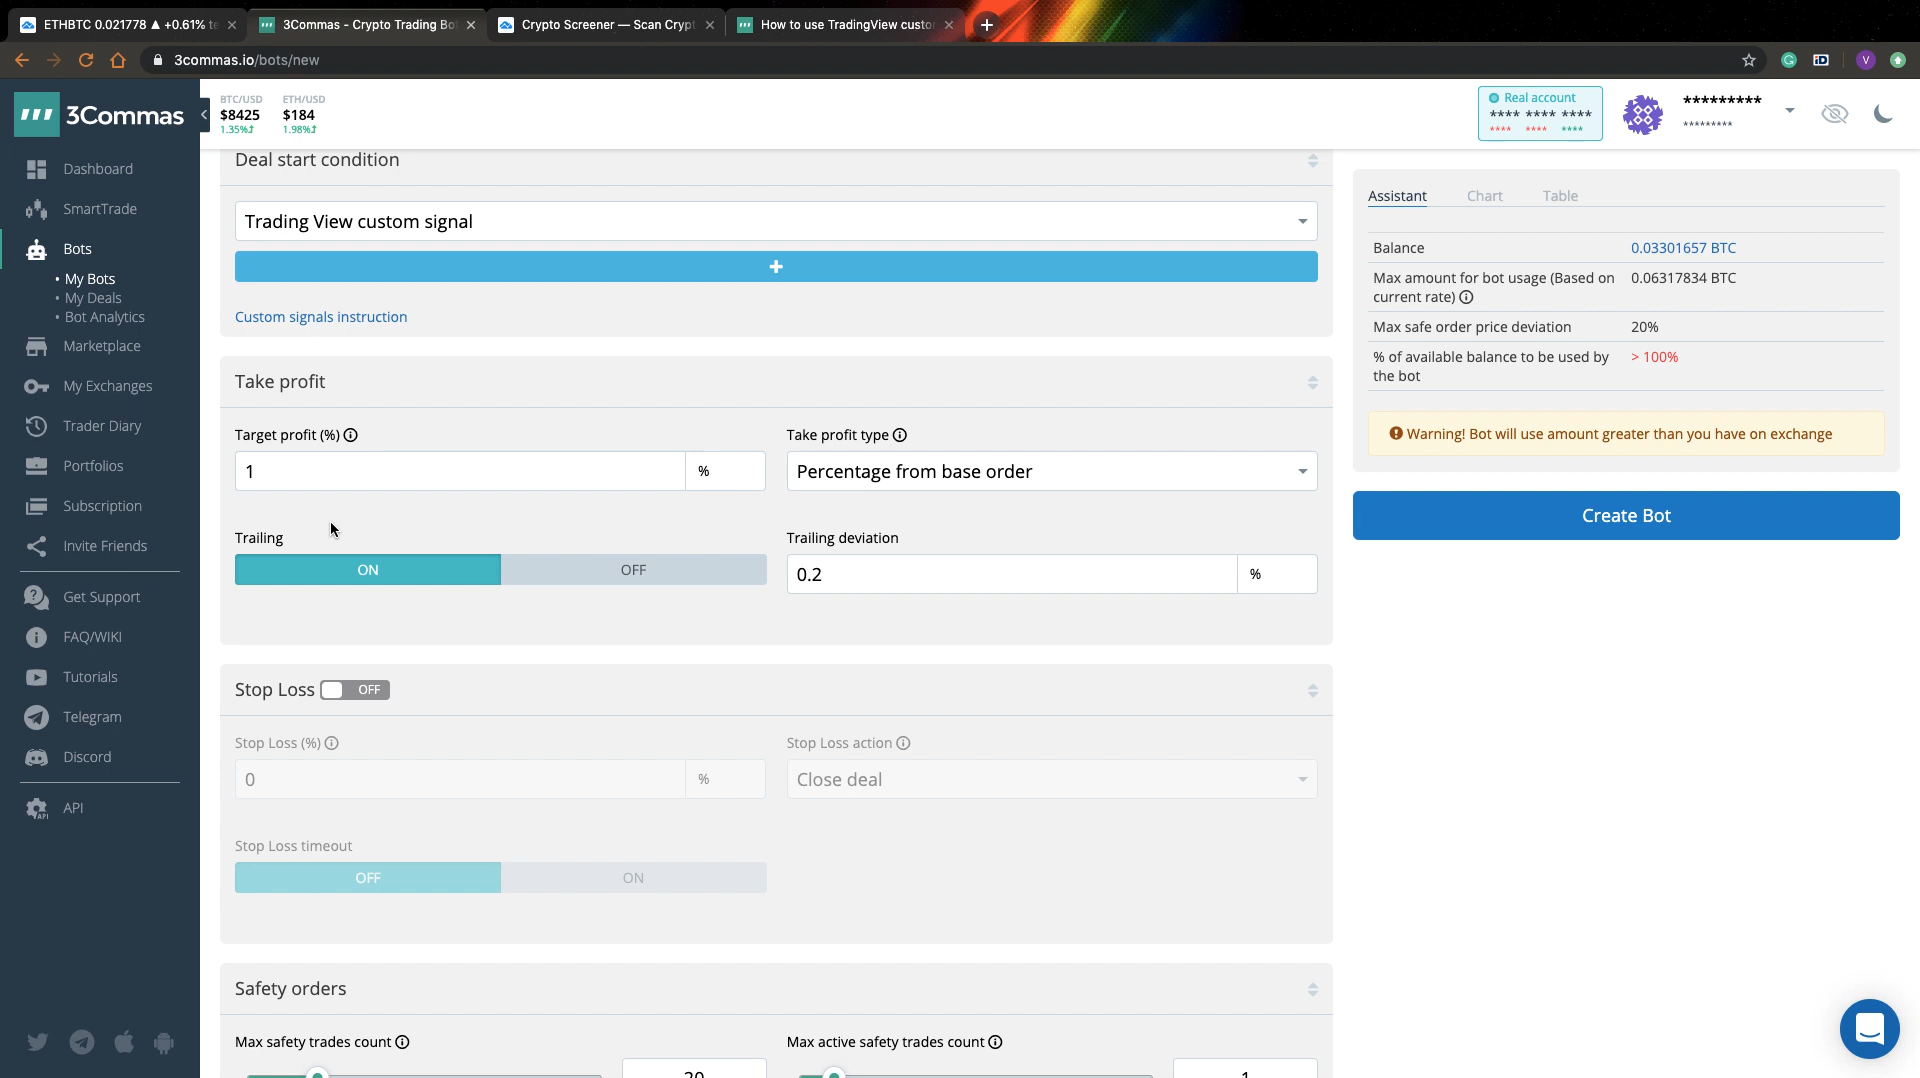 ETHBTC 0.021778 ▲ +0.61%
3Commas - Crypto Trading Bo
Crypto Screener — Scan Crypt
How to use TradingView custo
3commas.io/bots/new
3Commas
BTC/USD
$8425
1.35%
ETH/USD
$184
1.98%
Real account
**** **** ****
**** **** ****
*********
*********
Dashboard
SmartTrade
Bots
• My Bots
• My Deals
• Bot Analytics
Marketplace
My Exchanges
Trader Diary
Portfolios
Subscription
Invite Friends
Get Support
FAQ/WIKI
Tutorials
Telegram
Discord
API
Deal start condition
Trading View custom signal
+
Custom signals instruction
Take profit
Target profit (%)
1 %
Take profit type
Percentage from base order
Trailing
ON OFF
Trailing deviation
0.2 %
Stop Loss OFF
Stop Loss (%)
0 %
Stop Loss action
Close deal
Stop Loss timeout
OFF ON
Safety orders
Max safety trades count
20
Max active safety trades count
1
Assistant Chart Table
Balance 0.03301657 BTC
Max amount for bot usage (Based on 0.06317834 BTC
current rate)
Max safe order price deviation 20%
% of available balance to be used by > 100%
the bot
Warning! Bot will use amount greater than you have on exchange
Create Bot
V